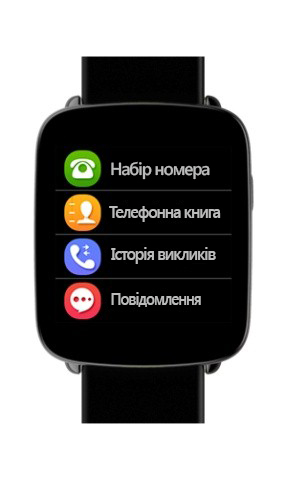 Набір номера
Телефонна книга
Історія викликів
Повідомлення